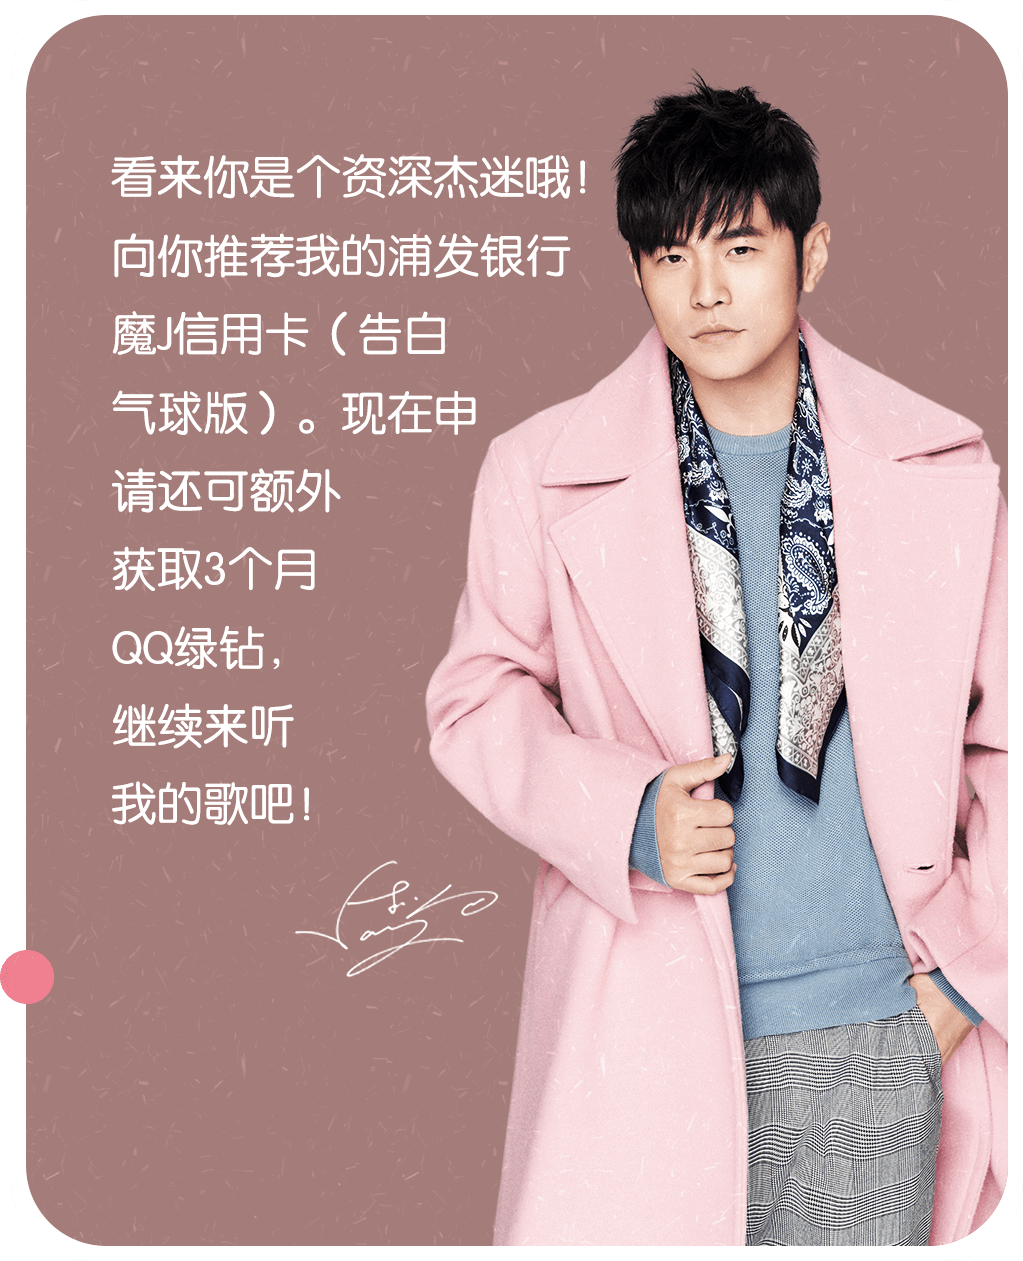 看来你是个资深杰迷哦！
向你推荐我的浦发银行
魔J信用卡（告白
气球版）。现在申
请还可额外
获取3个月
QQ绿钻，
继续来听
我的歌吧！